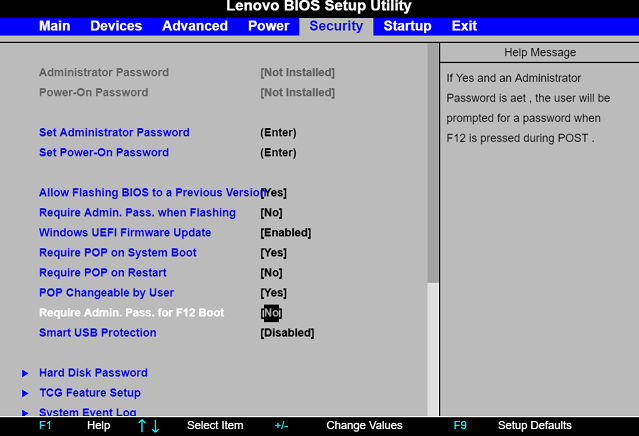 Lenovo BIOS Setup Utility
Main Devices Advanced Power Security Startup Exit
Help Message
If Yes and an Administrator
Password is aet , the user will be
prompted for a password when
F12 is pressed during POST .
Administrator Password [Not Installed]
Power-On Password [Not Installed]
Set Administrator Password (Enter)
Set Power-On Password (Enter)
Allow Flashing BIOS to a Previous Version [Yes]
Require Admin. Pass. when Flashing [No]
Windows UEFI Firmware Update [Enabled]
Require POP on System Boot [Yes]
Require POP on Restart [No]
POP Changeable by User [Yes]
Require Admin. Pass. for F12 Boot [No]
Smart USB Protection [Disabled]
Hard Disk Password
TCG Feature Setup
System Event Log
F1 Help ↑↓ Select Item +/- Change Values F9 Setup Defaults